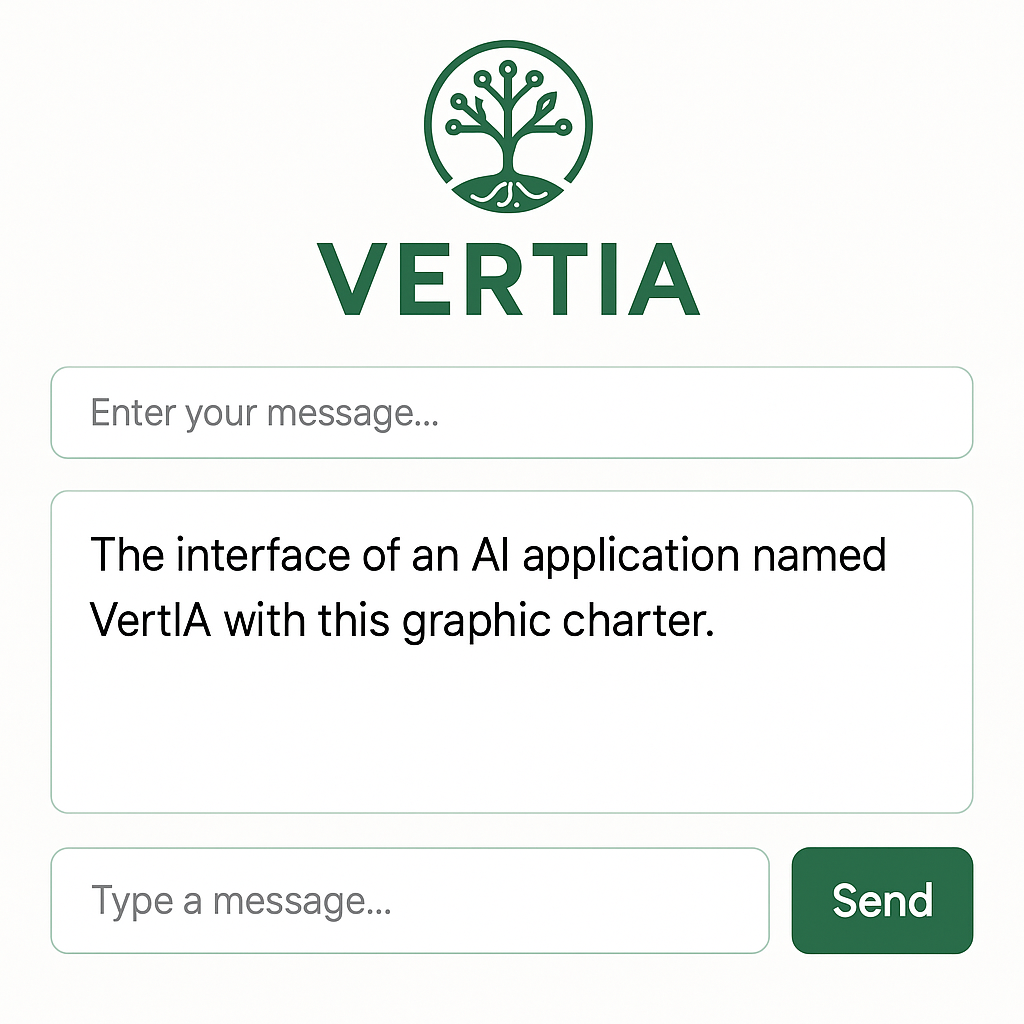 VERTIA
Enter your message...
The interface of an AI application named
VertIA with this graphic charter.
Type a message...
Send